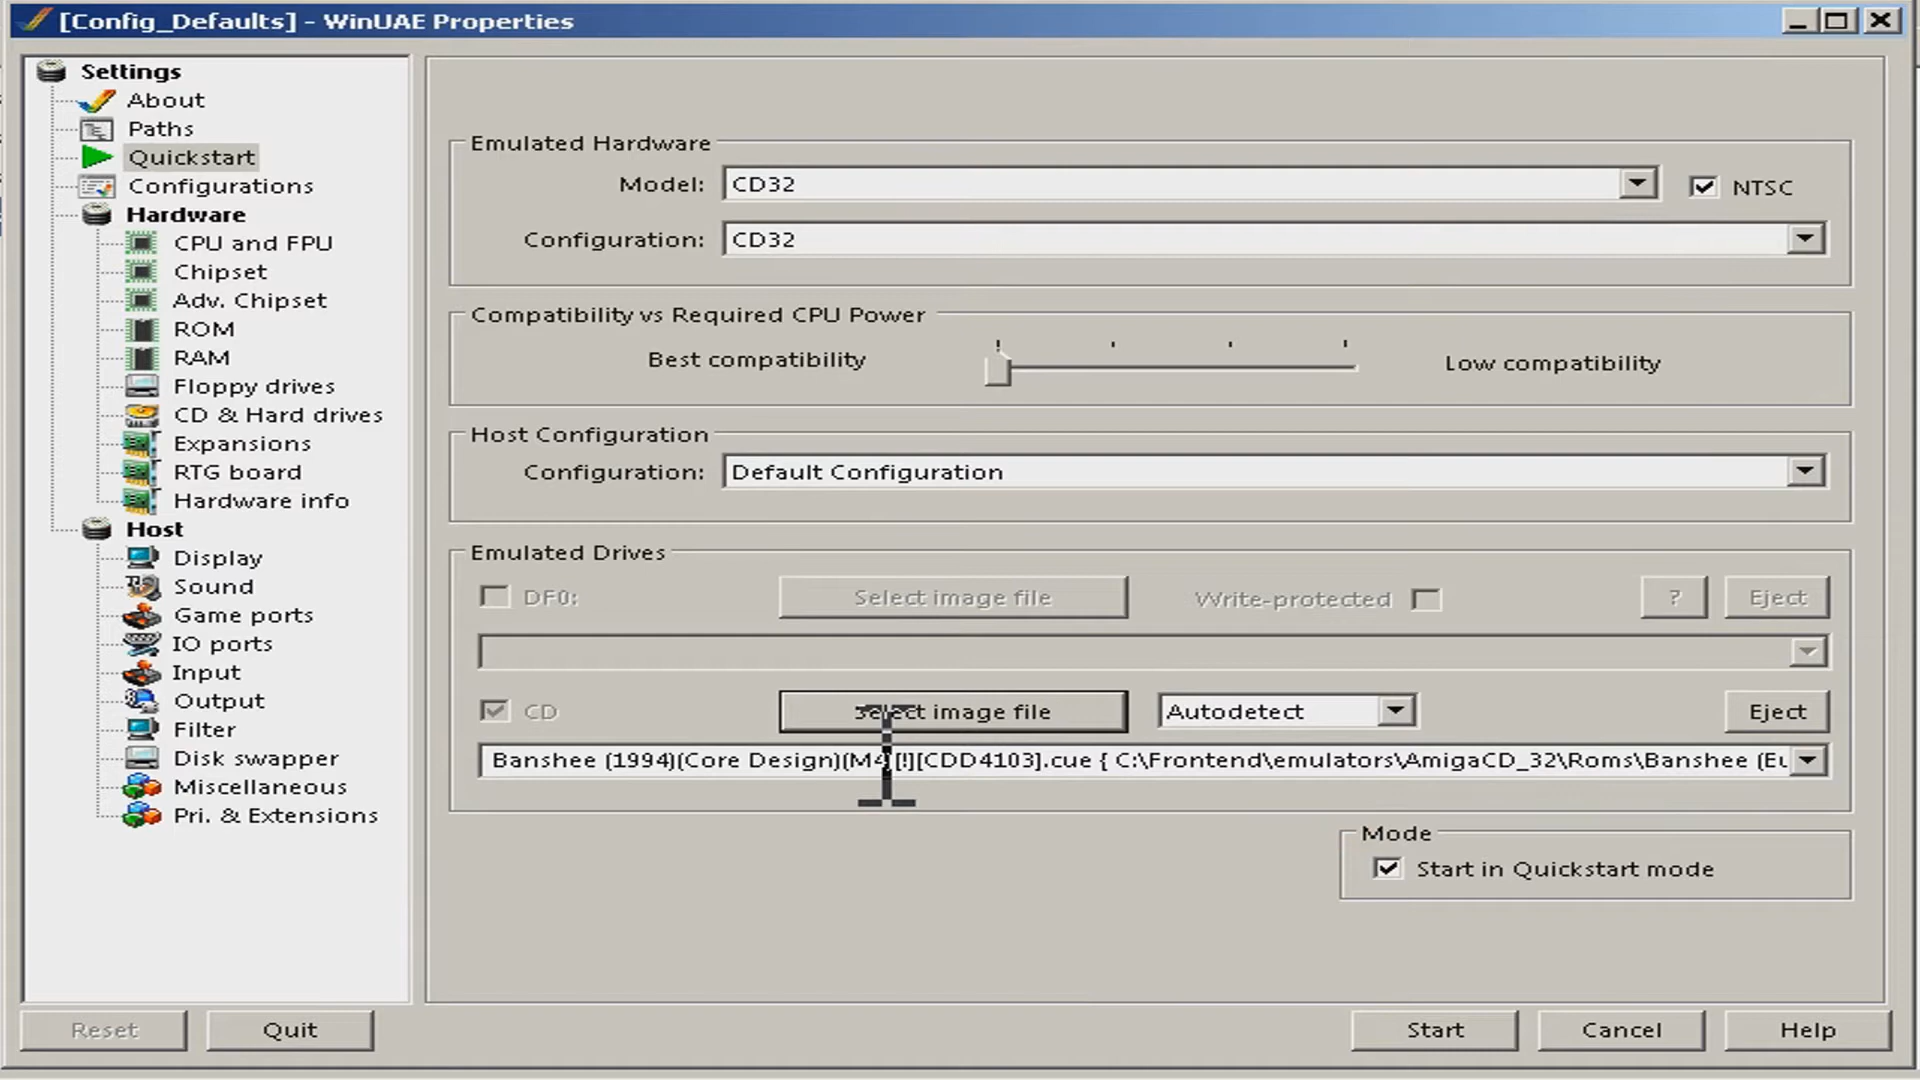 [Config_Defaults] - WinUAE Properties
Settings
About
Paths
Quickstart
Configurations
Hardware
CPU and FPU
Chipset
Adv. Chipset
ROM
RAM
Floppy drives
CD & Hard drives
Expansions
RTG board
Hardware info
Host
Display
Sound
Game ports
IO ports
Input
Output
Filter
Disk swapper
Miscellaneous
Pri. & Extensions
Emulated Hardware
Model: CD32 NTSC
Configuration: CD32
Compatibility vs Required CPU Power
Best compatibility Low compatibility
Host Configuration
Configuration: Default Configuration
Emulated Drives
DF0: Select image file Write-protected ? Eject
CD Select image file Autodetect Eject
Banshee (1994)(Core Design)(M4)[!][CDD4103].cue { C:\Frontend\emulators\AmigaCD_32\Roms\Banshee (Eu
Mode
Start in Quickstart mode
Reset Quit Start Cancel Help